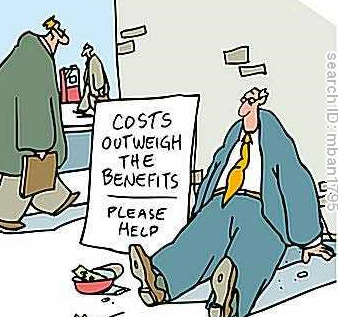 COSTS
OUTWEIGH
THE
BENEFITS
PLEASE
HELP
search ID: mban1795